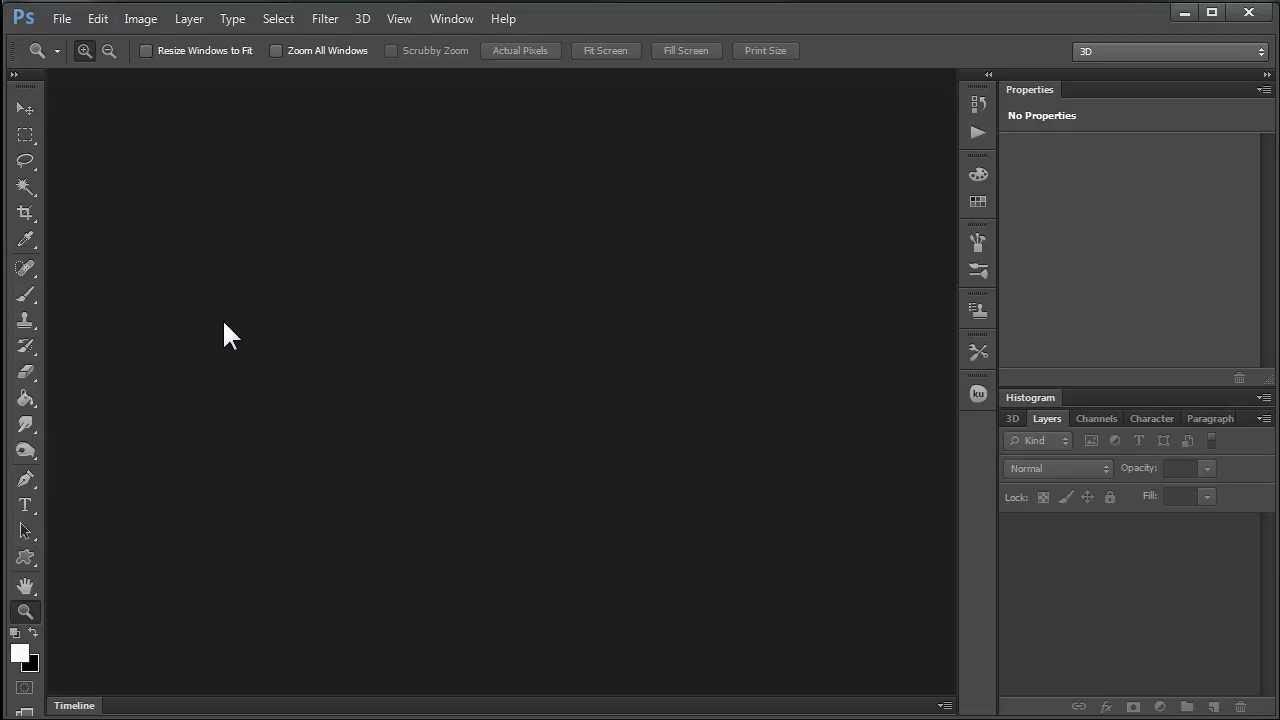 Ps File Edit Image Layer Type Select Filter 3D View Window Help
Resize Windows to Fit Zoom All Windows Scrubby Zoom Actual Pixels Fit Screen Fill Screen Print Size 3D
Properties
No Properties
ku
Histogram
3D Layers Channels Character Paragraph
Kind
Normal Opacity:
Lock: Fill:
Timeline